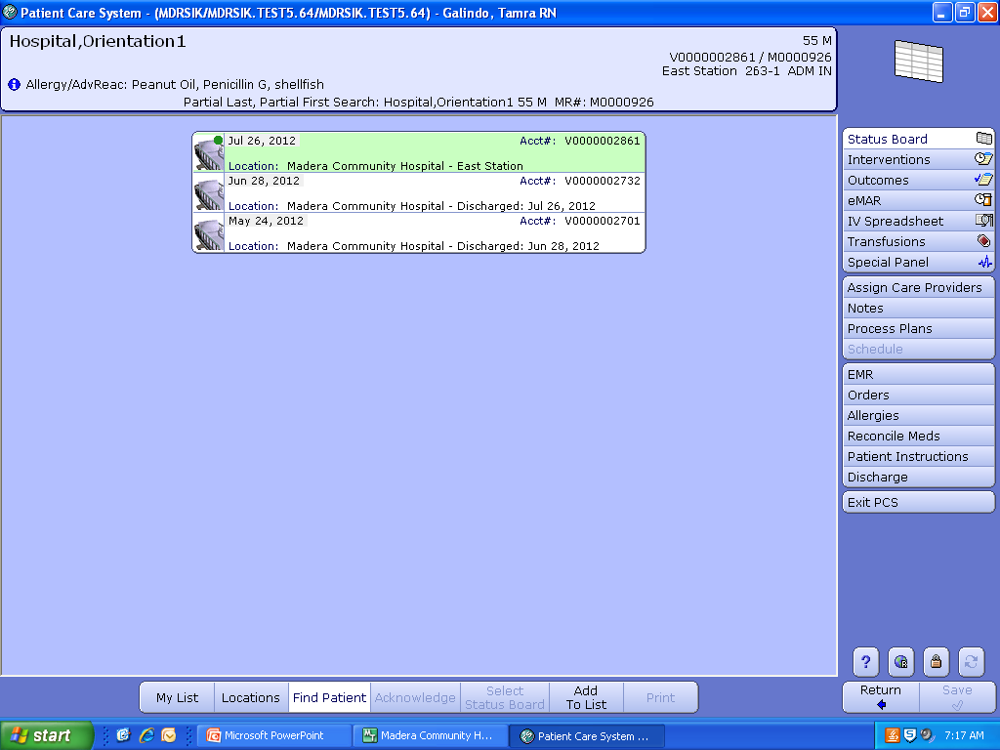 Patient Care System - (MDRSIK/MDRSIK.TEST5.64/MDRSIK.TEST5.64) - Galindo, Tamra RN
Hospital,Orientation1
55 M
V0000002861 / M0000926
East Station 263-1 ADM IN
Allergy/AdvReac: Peanut Oil, Penicillin G, shellfish
Partial Last, Partial First Search: Hospital,Orientation1 55 M MR#: M0000926
Jul 26, 2012 Acct#: V0000002861
Location: Madera Community Hospital - East Station
Jun 28, 2012 Acct#: V0000002732
Location: Madera Community Hospital - Discharged: Jul 26, 2012
May 24, 2012 Acct#: V0000002701
Location: Madera Community Hospital - Discharged: Jun 28, 2012
Status Board
Interventions
Outcomes
eMAR
IV Spreadsheet
Transfusions
Special Panel
Assign Care Providers
Notes
Process Plans
Schedule
EMR
Orders
Allergies
Reconcile Meds
Patient Instructions
Discharge
Exit PCS
?
My List
Locations
Find Patient
Acknowledge
Select
Status Board
Add
To List
Print
Return
Save
start
Microsoft PowerPoint
Madera Community H...
Patient Care System ...
7:17 AM